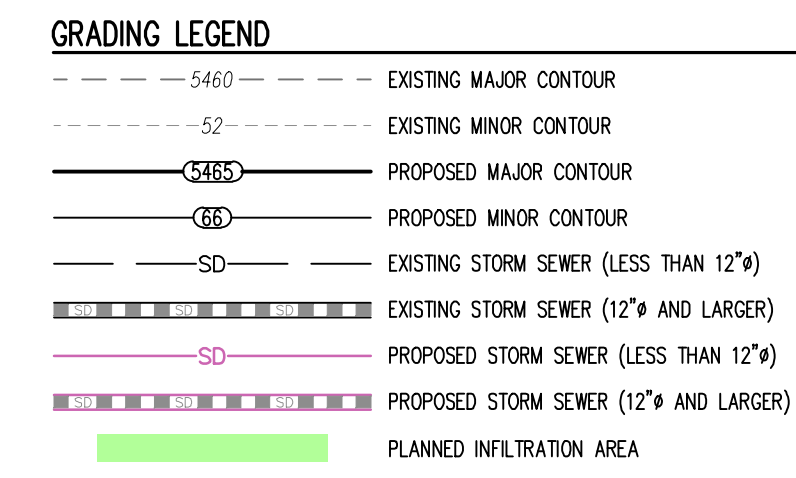 GRADING LEGEND
5460 EXISTING MAJOR CONTOUR
52 EXISTING MINOR CONTOUR
5465 PROPOSED MAJOR CONTOUR
66 PROPOSED MINOR CONTOUR
SD EXISTING STORM SEWER (LESS THAN 12"ø)
SD SD SD EXISTING STORM SEWER (12"ø AND LARGER)
SD PROPOSED STORM SEWER (LESS THAN 12"ø)
SD SD SD PROPOSED STORM SEWER (12"ø AND LARGER)
PLANNED INFILTRATION AREA